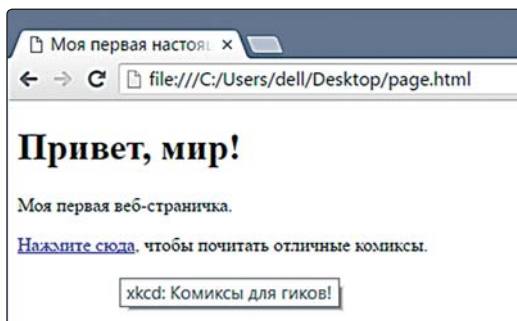 Моя первая настоящ
file:///C:/Users/dell/Desktop/page.html
Привет, мир!
Моя первая веб-страничка.
Нажмите сюда, чтобы почитать отличные комиксы.
xkcd: Комиксы для гиков!